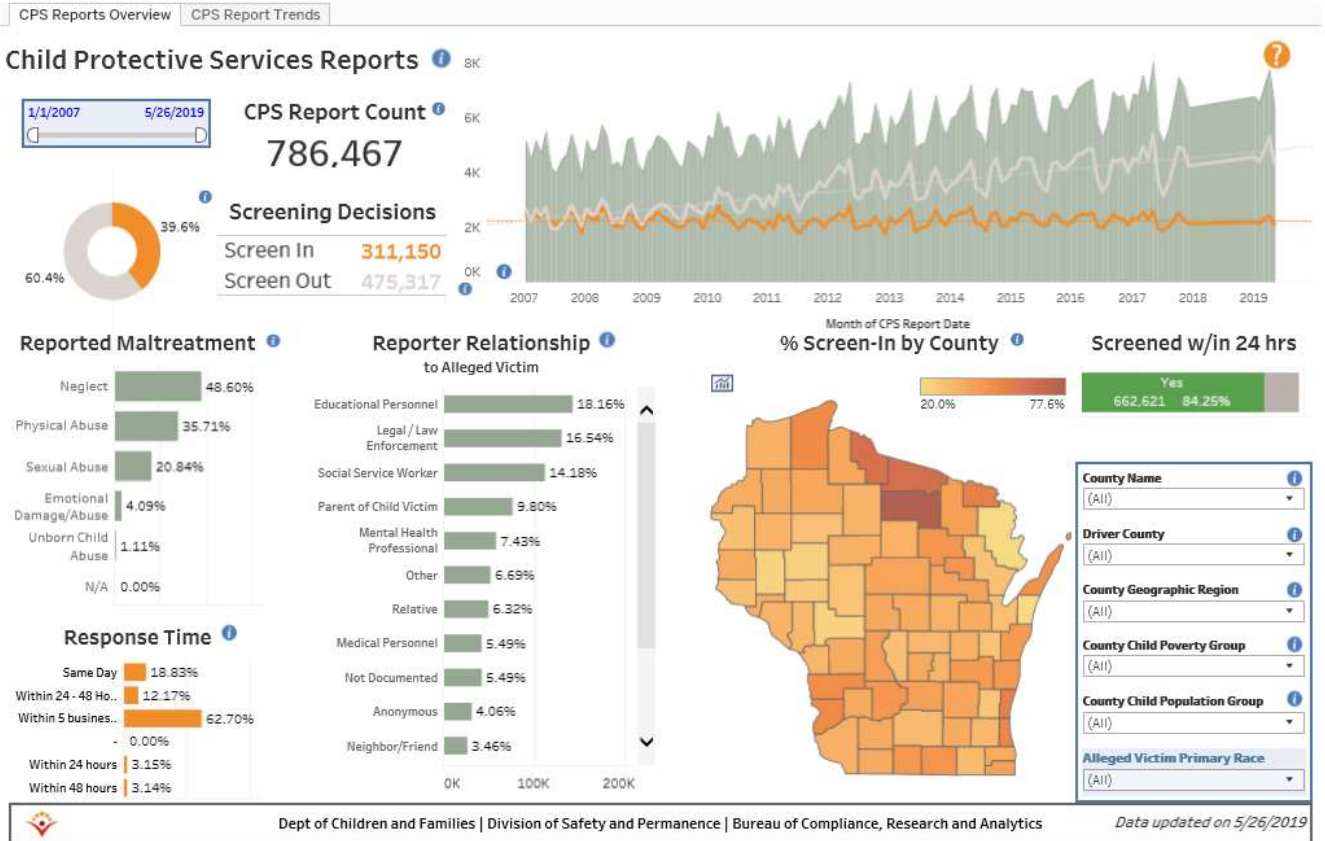 CPS Reports Overview
CPS Report Trends
Child Protective Services Reports
1/1/2007 5/26/2019
CPS Report Count
786,467
39.6%
60.4%
Screening Decisions
Screen In 311,150
Screen Out 475,317
8K
6K
4K
2K
0K
2007 2008 2009 2010 2011 2012 2013 2014 2015 2016 2017 2018 2019
Month of CPS Report Date
?
Reported Maltreatment
Neglect 48.60%
Physical Abuse 35.71%
Sexual Abuse 20.84%
Emotional
Damage/Abuse 4.09%
Unborn Child
Abuse 1.11%
N/A 0.00%
Response Time
Same Day 18.83%
Within 24 - 48 Ho.. 12.17%
Within 5 busines.. 62.70%
- 0.00%
Within 24 hours 3.15%
Within 48 hours 3.14%
Reporter Relationship
to Alleged Victim
Educational Personnel 18.16%
Legal / Law
Enforcement 16.54%
Social Service Worker 14.18%
Parent of Child Victim 9.80%
Mental Health
Professional 7.43%
Other 6.69%
Relative 6.32%
Medical Personnel 5.49%
Not Documented 5.49%
Anonymous 4.06%
Neighbor/Friend 3.46%
0K 100K 200K
% Screen-In by County
20.0% 77.6%
Screened w/in 24 hrs
Yes
662,621 84.25%
County Name
(All)
Driver County
(All)
County Geographic Region
(All)
County Child Poverty Group
(All)
County Child Population Group
(All)
Alleged Victim Primary Race
(All)
Dept of Children and Families | Division of Safety and Permanence | Bureau of Compliance, Research and Analytics
Data updated on 5/26/2019